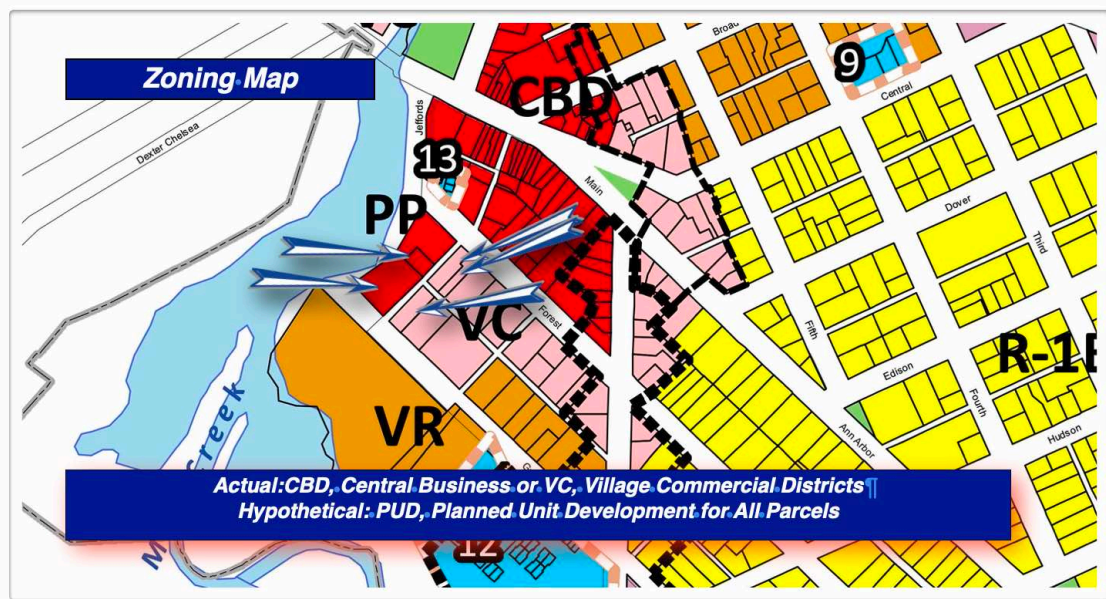 Zoning Map
Broad
9
Central
CBD
Jeffords
Dexter Chelsea
13
Main
PP
Dover
Third
VC
Forest
Fifth
R-1B
Edison
Fourth
VR
Ann Arbor
Hudson
Creek
M
G
Actual:CBD, Central Business or VC, Village Commercial Districts¶
Hypothetical: PUD, Planned Unit Development for All Parcels
12